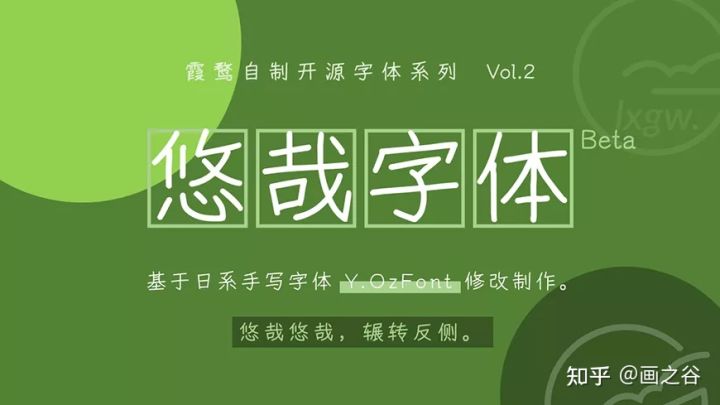 霞鹜自制开源字体系列 Vol.2
lxgw.
悠哉字体 Beta
基于日系手写字体 Y.OzFont 修改制作。
悠哉悠哉，辗转反侧。
知乎 @画之谷